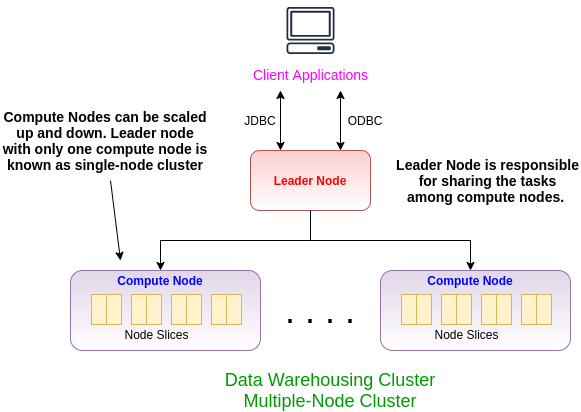 Client Applications
JDBC
ODBC
Compute Nodes can be scaled
up and down. Leader node
with only one compute node is
known as single-node cluster
Leader Node
Leader Node is responsible
for sharing the tasks
among compute nodes.
Compute Node
Node Slices
. . . .
Compute Node
Node Slices
Data Warehousing Cluster
Multiple-Node Cluster